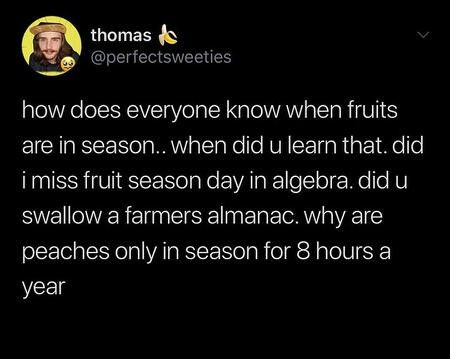 thomas 🍌
@perfectsweeties
how does everyone know when fruits
are in season.. when did u learn that. did
i miss fruit season day in algebra. did u
swallow a farmers almanac. why are
peaches only in season for 8 hours a
year